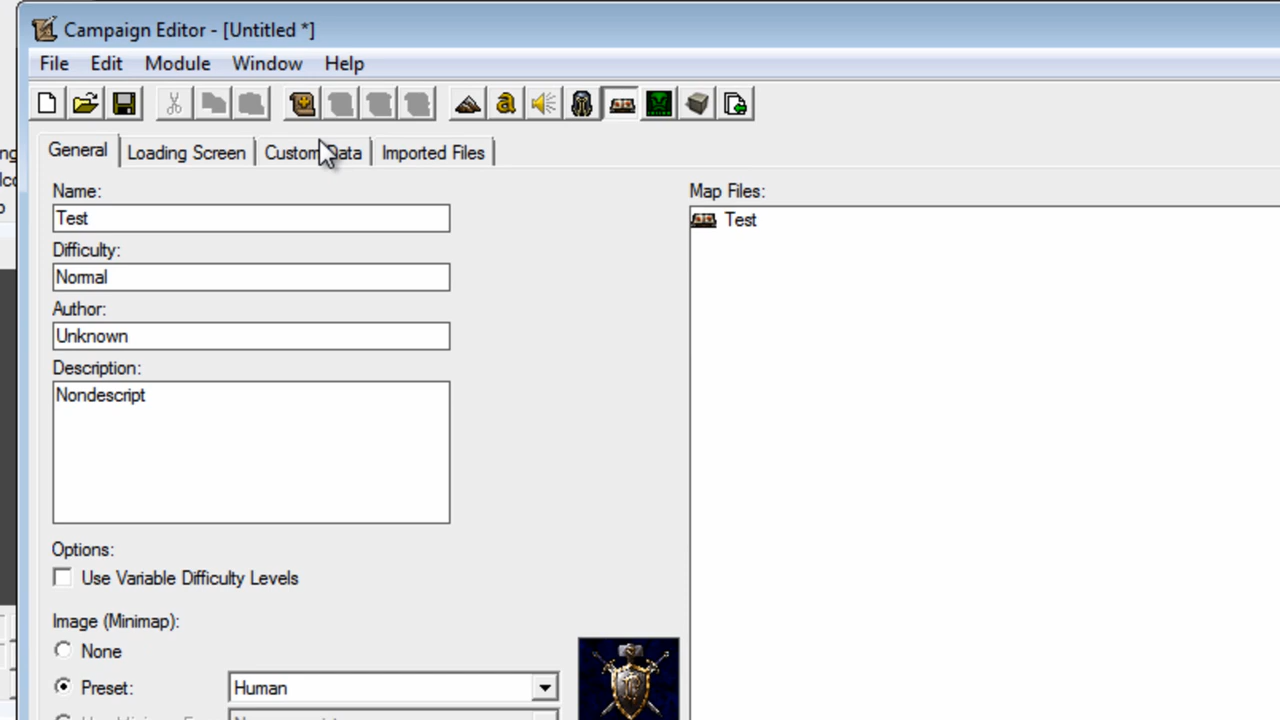 Campaign Editor - [Untitled *]
File Edit Module Window Help
General Loading Screen Custom Data Imported Files
Name:
Test
Difficulty:
Normal
Author:
Unknown
Description:
Nondescript
Options:
Use Variable Difficulty Levels
Image (Minimap):
None
Preset: Human
Map Files:
Test